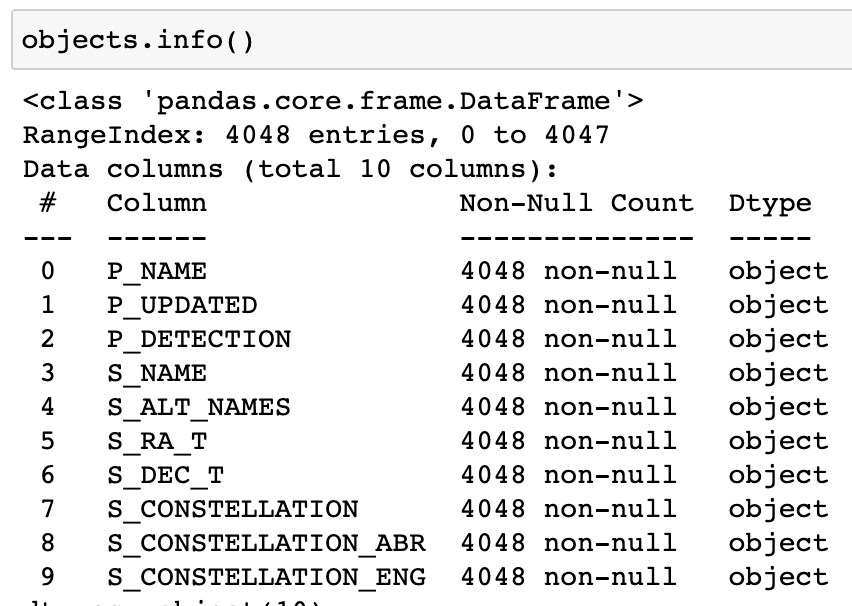 objects.info()
<class 'pandas.core.frame.DataFrame'>
RangeIndex: 4048 entries, 0 to 4047
Data columns (total 10 columns):
# Column Non-Null Count Dtype
--- ------ -------------- -----
0 P_NAME 4048 non-null object
1 P_UPDATED 4048 non-null object
2 P_DETECTION 4048 non-null object
3 S_NAME 4048 non-null object
4 S_ALT_NAMES 4048 non-null object
5 S_RA_T 4048 non-null object
6 S_DEC_T 4048 non-null object
7 S_CONSTELLATION 4048 non-null object
8 S_CONSTELLATION_ABR 4048 non-null object
9 S_CONSTELLATION_ENG 4048 non-null object